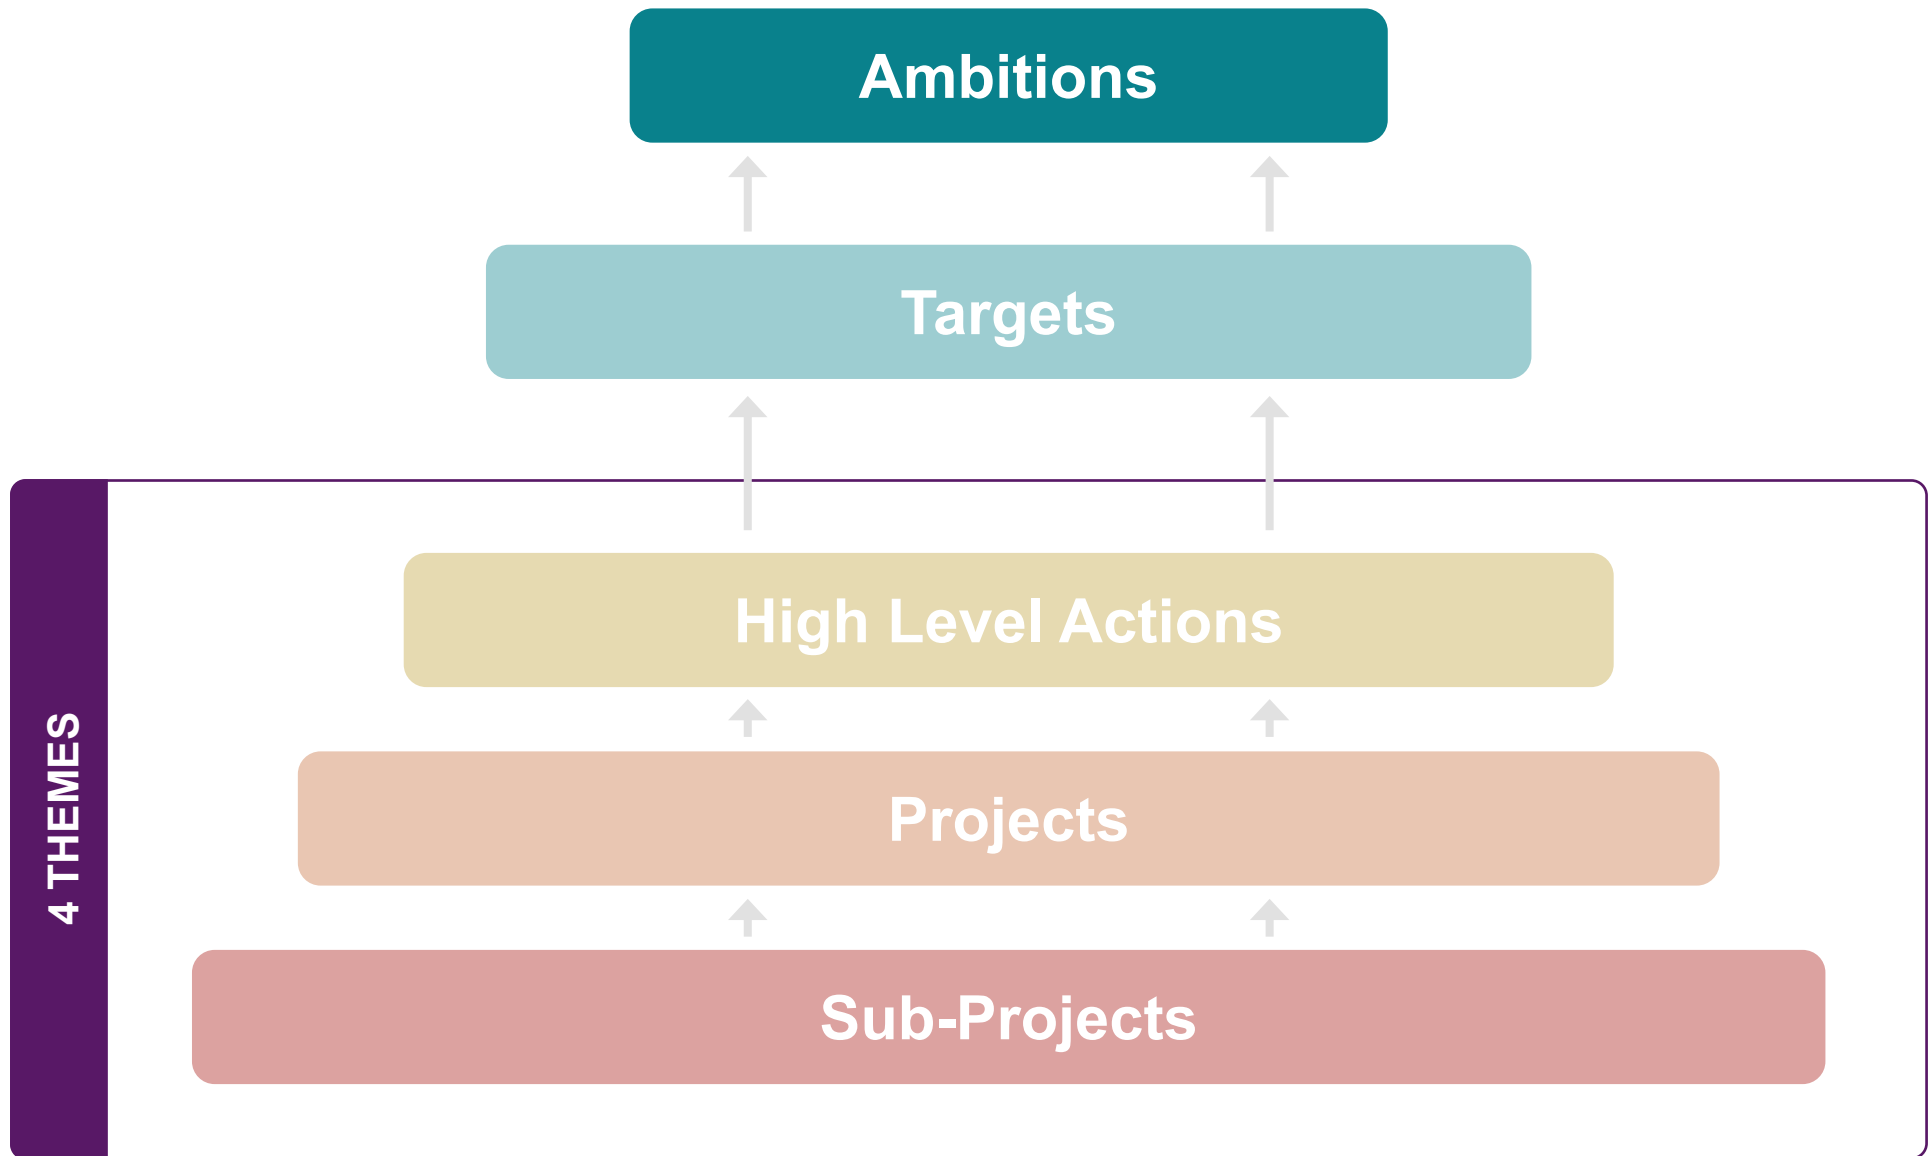 Ambitions
Targets
High Level Actions
Projects
Sub-Projects
4 THEMES